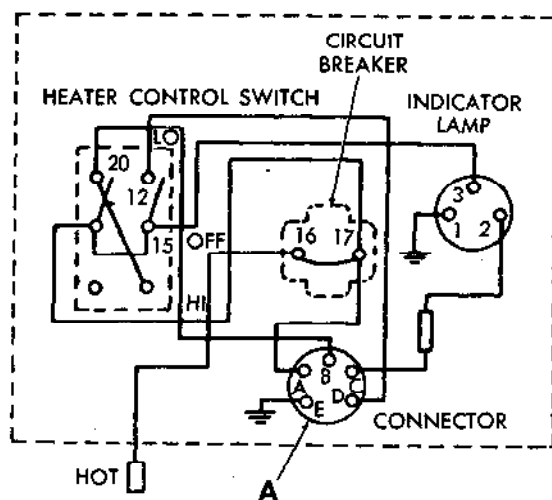 CIRCUIT
BREAKER
HEATER CONTROL SWITCH
INDICATOR
LAMP
LO
20
12
3
1 2
15
OFF
16 17
HI
B
A C
D
E
CONNECTOR
HOT
A